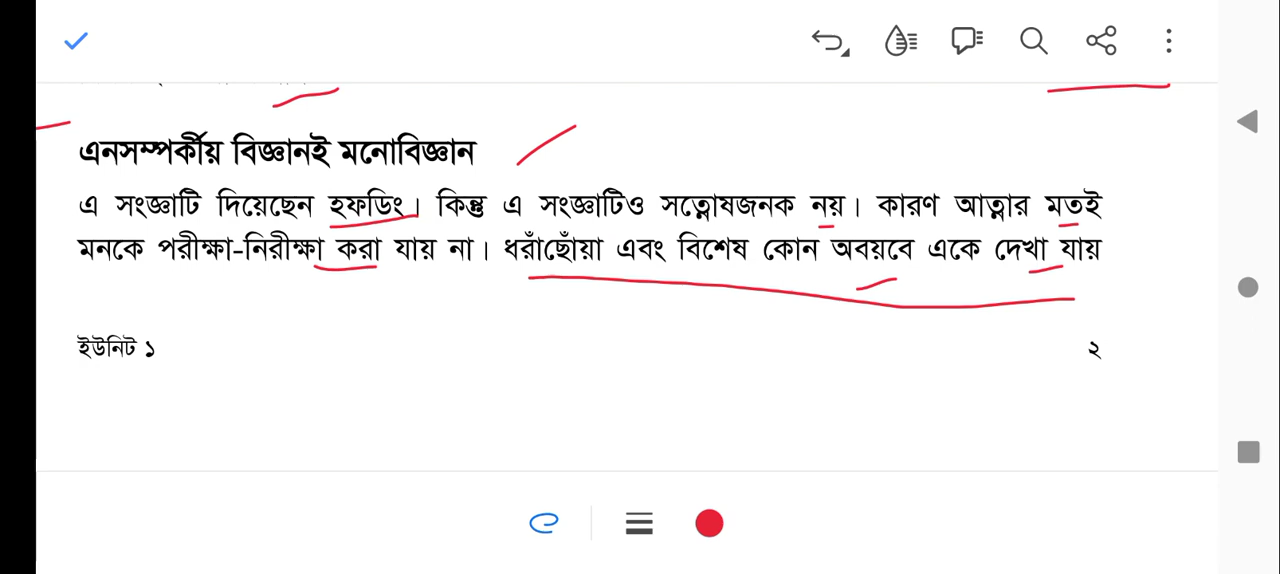 এনসম্পর্কীয় বিজ্ঞানই মনোবিজ্ঞান
এ সংজ্ঞাটি দিয়েছেন হফডিং। কিন্তু এ সংজ্ঞাটিও সত্নোষজনক নয়। কারণ আত্নার মতই
মনকে পরীক্ষা-নিরীক্ষা করা যায় না। ধরাঁছোঁয়া এবং বিশেষ কোন অবয়বে একে দেখা যায়
ইউনিট ১
২